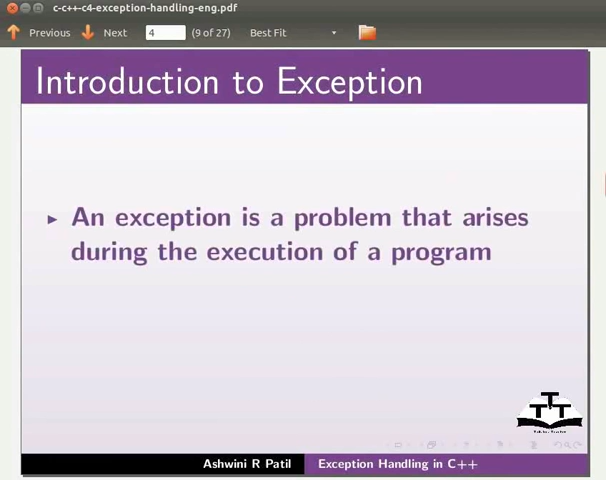 c-c++-c4-exception-handling-eng.pdf
Previous Next 4 (9 of 27) Best Fit
Introduction to Exception
An exception is a problem that arises
during the execution of a program
TTT
Ashwini R Patil Exception Handling in C++